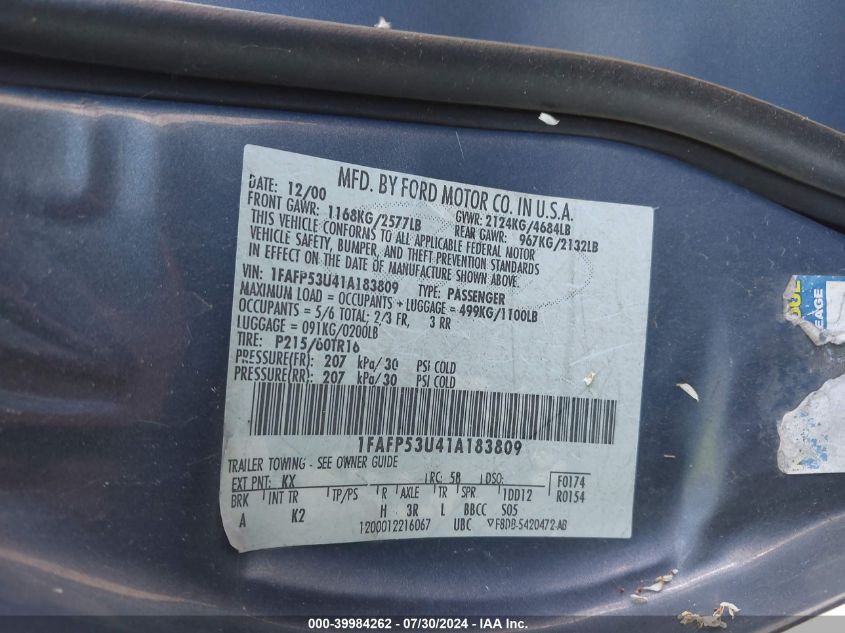 MFD. BY FORD MOTOR CO. IN U.S.A.
DATE: 12/00 GVWR: 2124KG/4684LB
FRONT GAWR: 1168KG/2577LB REAR GAWR: 967KG/2132LB
THIS VEHICLE CONFORMS TO ALL APPLICABLE FEDERAL MOTOR
VEHICLE SAFETY, BUMPER, AND THEFT PREVENTION STANDARDS
IN EFFECT ON THE DATE OF MANUFACTURE SHOWN ABOVE.
VIN: 1FAFP53U41A183809 TYPE: PASSENGER
MAXIMUM LOAD = OCCUPANTS + LUGGAGE = 499KG/1100LB
OCCUPANTS = 5/6 TOTAL: 2/3 FR, 3 RR
LUGGAGE = 091KG/0200LB
TIRE: P215/60TR16
PRESSURE(FR): 207 kPa/30 PSI COLD
PRESSURE(RR): 207 kPa/30 PSI COLD
1FAFP53U41A183809
TRAILER TOWING - SEE OWNER GUIDE
EXT PNT: KX RC: 58 DSO: F0174
BRK INT TR TP/PS R AXLE TR SPR 1DD12 R0154
A K2 H 3R L BBCC S05
1200012216067 UBC ▽F8DB-5420472-AB
EAGE
000-39984262 - 07/30/2024 - IAAI Inc.